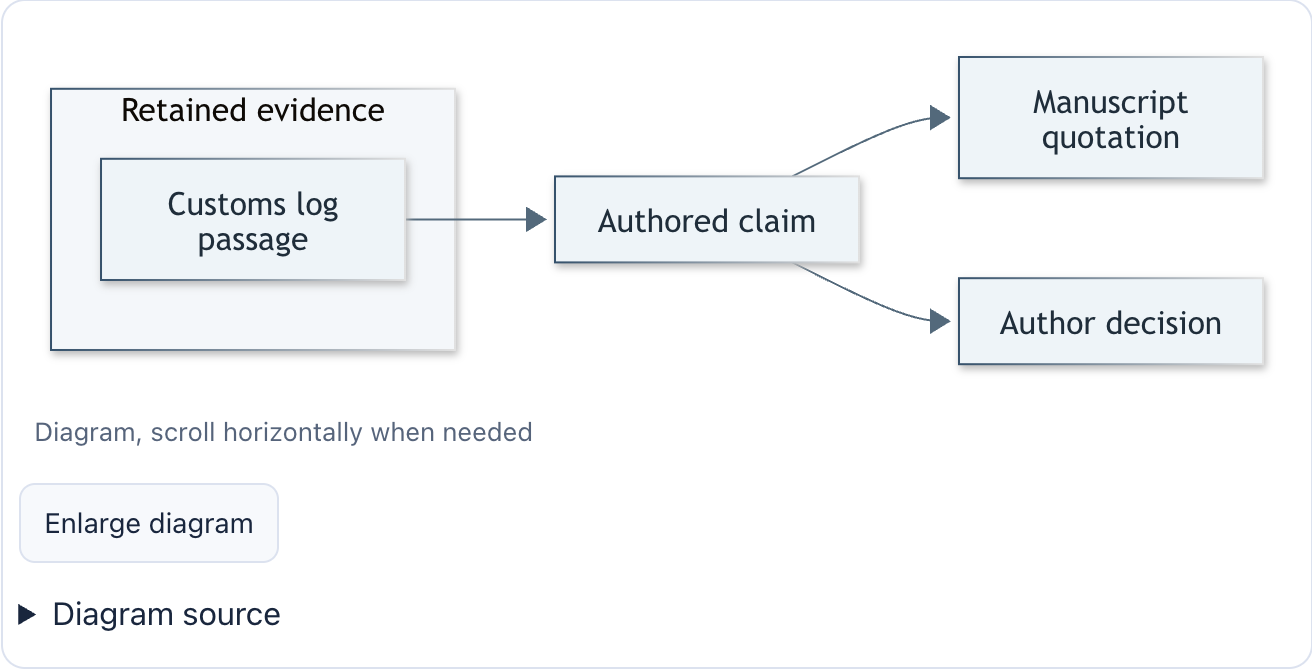 Retained evidence
Customs log
passage
Authored claim
Manuscript
quotation
Author decision
Diagram, scroll horizontally when needed
Enlarge diagram
Diagram source